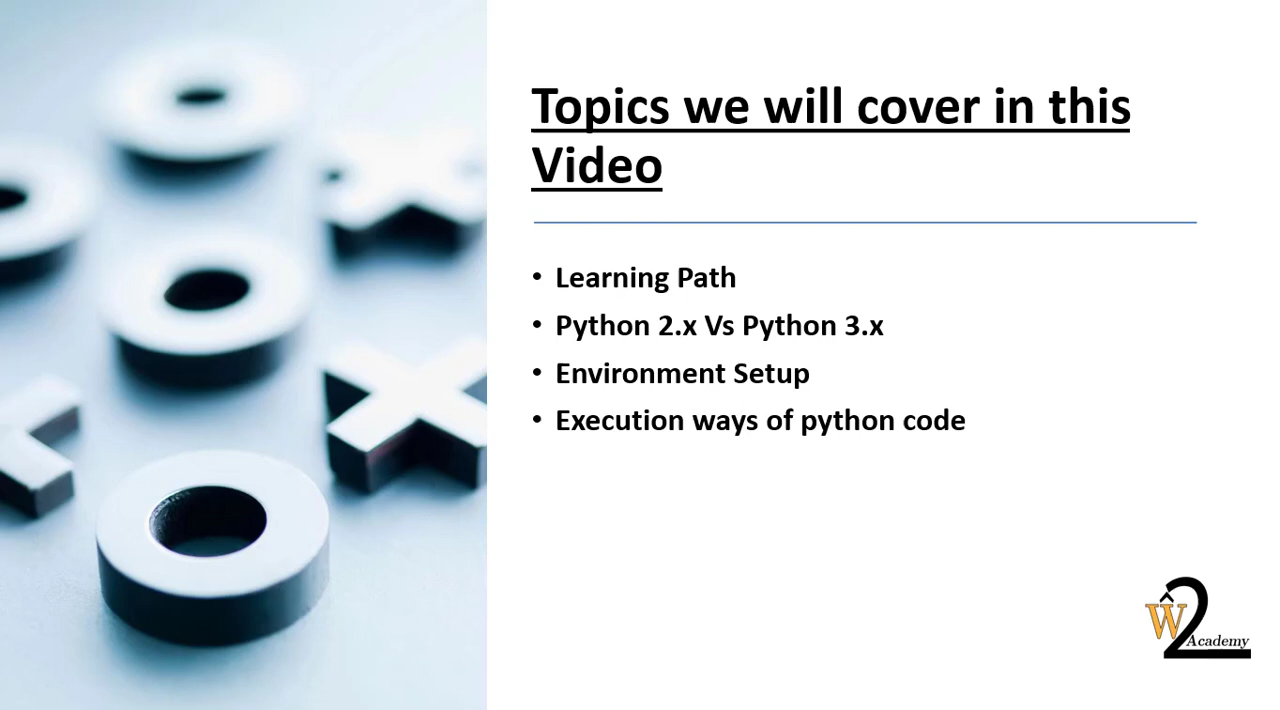 Topics we will cover in this
Video
• Learning Path
• Python 2.x Vs Python 3.x
• Environment Setup
• Execution ways of python code
Ŵ2
Academy